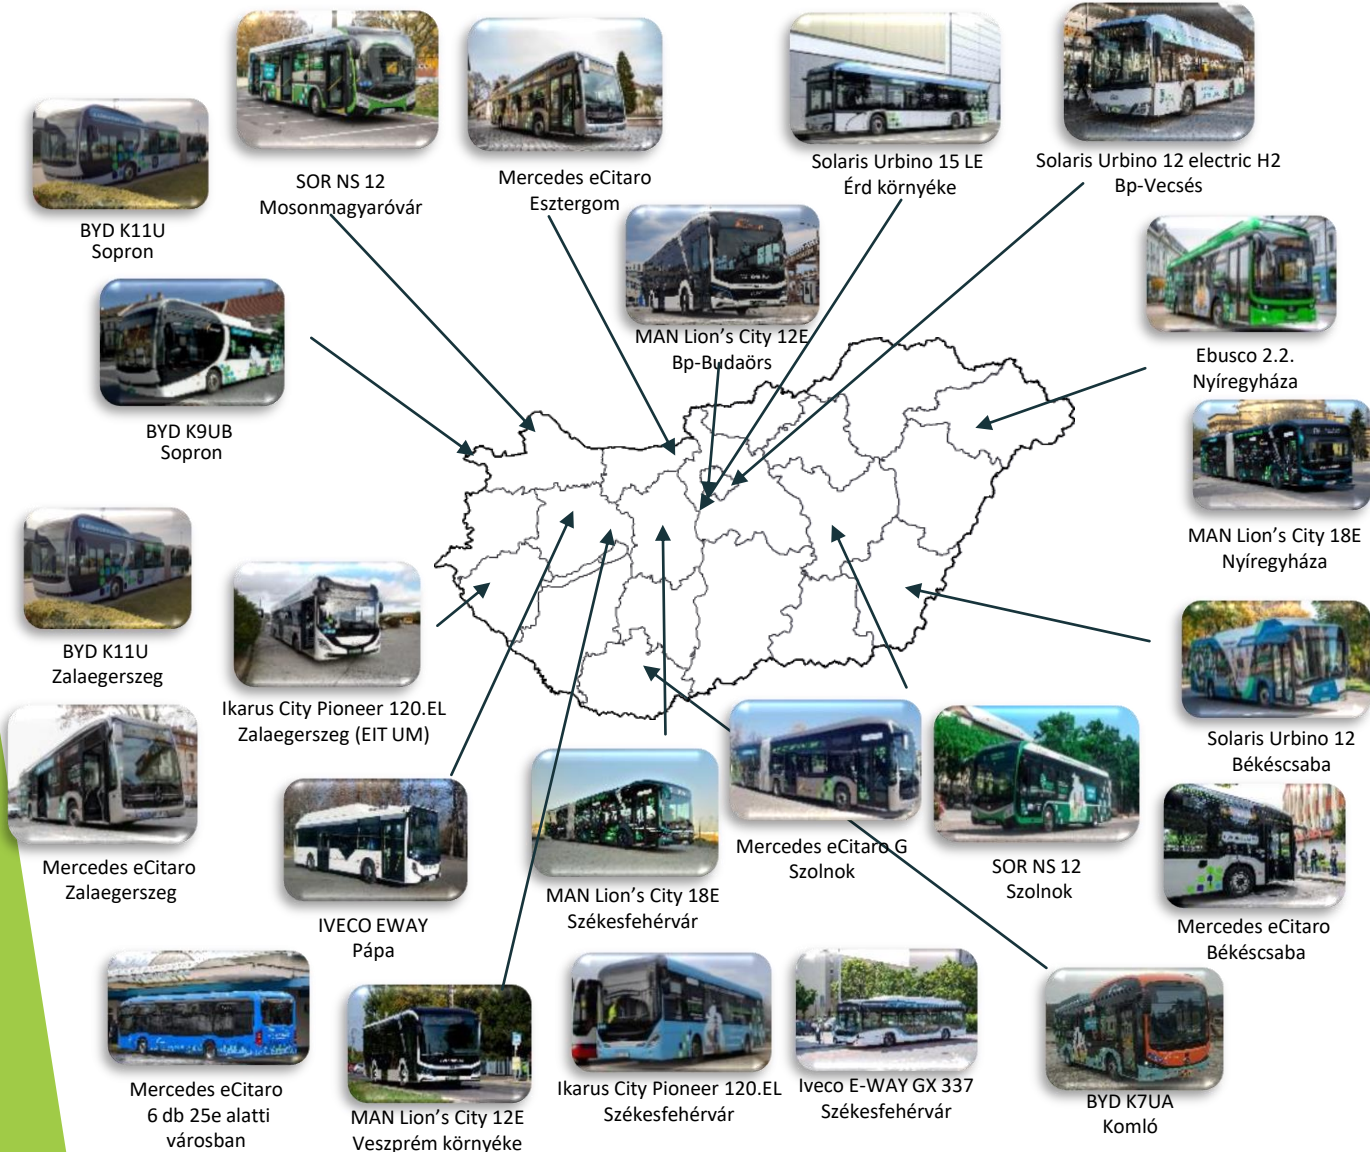 SOR NS 12
Mosonmagyaróvár
Mercedes eCitaro
Esztergom
Solaris Urbino 15 LE
Érd környéke
Solaris Urbino 12 electric H2
Bp-Vecsés
BYD K11U
Sopron
MAN Lion's City 12E
Bp-Budaörs
Ebusco 2.2.
Nyíregyháza
BYD K9UB
Sopron
MAN Lion's City 18E
Nyíregyháza
BYD K11U
Zalaegerszeg
Ikarus City Pioneer 120.EL
Zalaegerszeg (EIT UM)
Solaris Urbino 12
Békéscsaba
Mercedes eCitaro
Zalaegerszeg
IVECO EWAY
Pápa
MAN Lion's City 18E
Székesfehérvár
Mercedes eCitaro G
Szolnok
SOR NS 12
Szolnok
Mercedes eCitaro
Békéscsaba
Mercedes eCitaro
6 db 25e alatti
városban
MAN Lion's City 12E
Veszprém környéke
Ikarus City Pioneer 120.EL
Székesfehérvár
Iveco E-WAY GX 337
Székesfehérvár
BYD K7UA
Komló